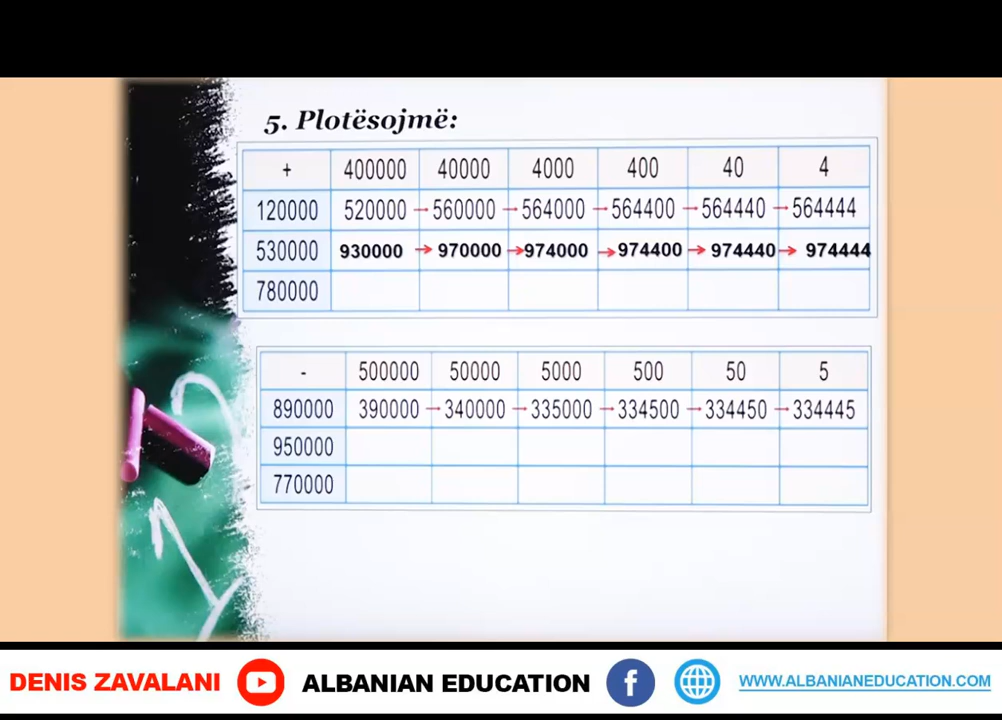 5. Plotësojmë:
+ 400000 40000 4000 400 40 4
120000 520000 → 560000 → 564000 → 564400 → 564440 → 564444
530000 930000 → 970000 → 974000 → 974400 → 974440 → 974444
780000
- 500000 50000 5000 500 50 5
890000 390000 → 340000 → 335000 → 334500 → 334450 → 334445
950000
770000
DENIS ZAVALANI ALBANIAN EDUCATION f WWW.ALBANIANEDUCATION.COM